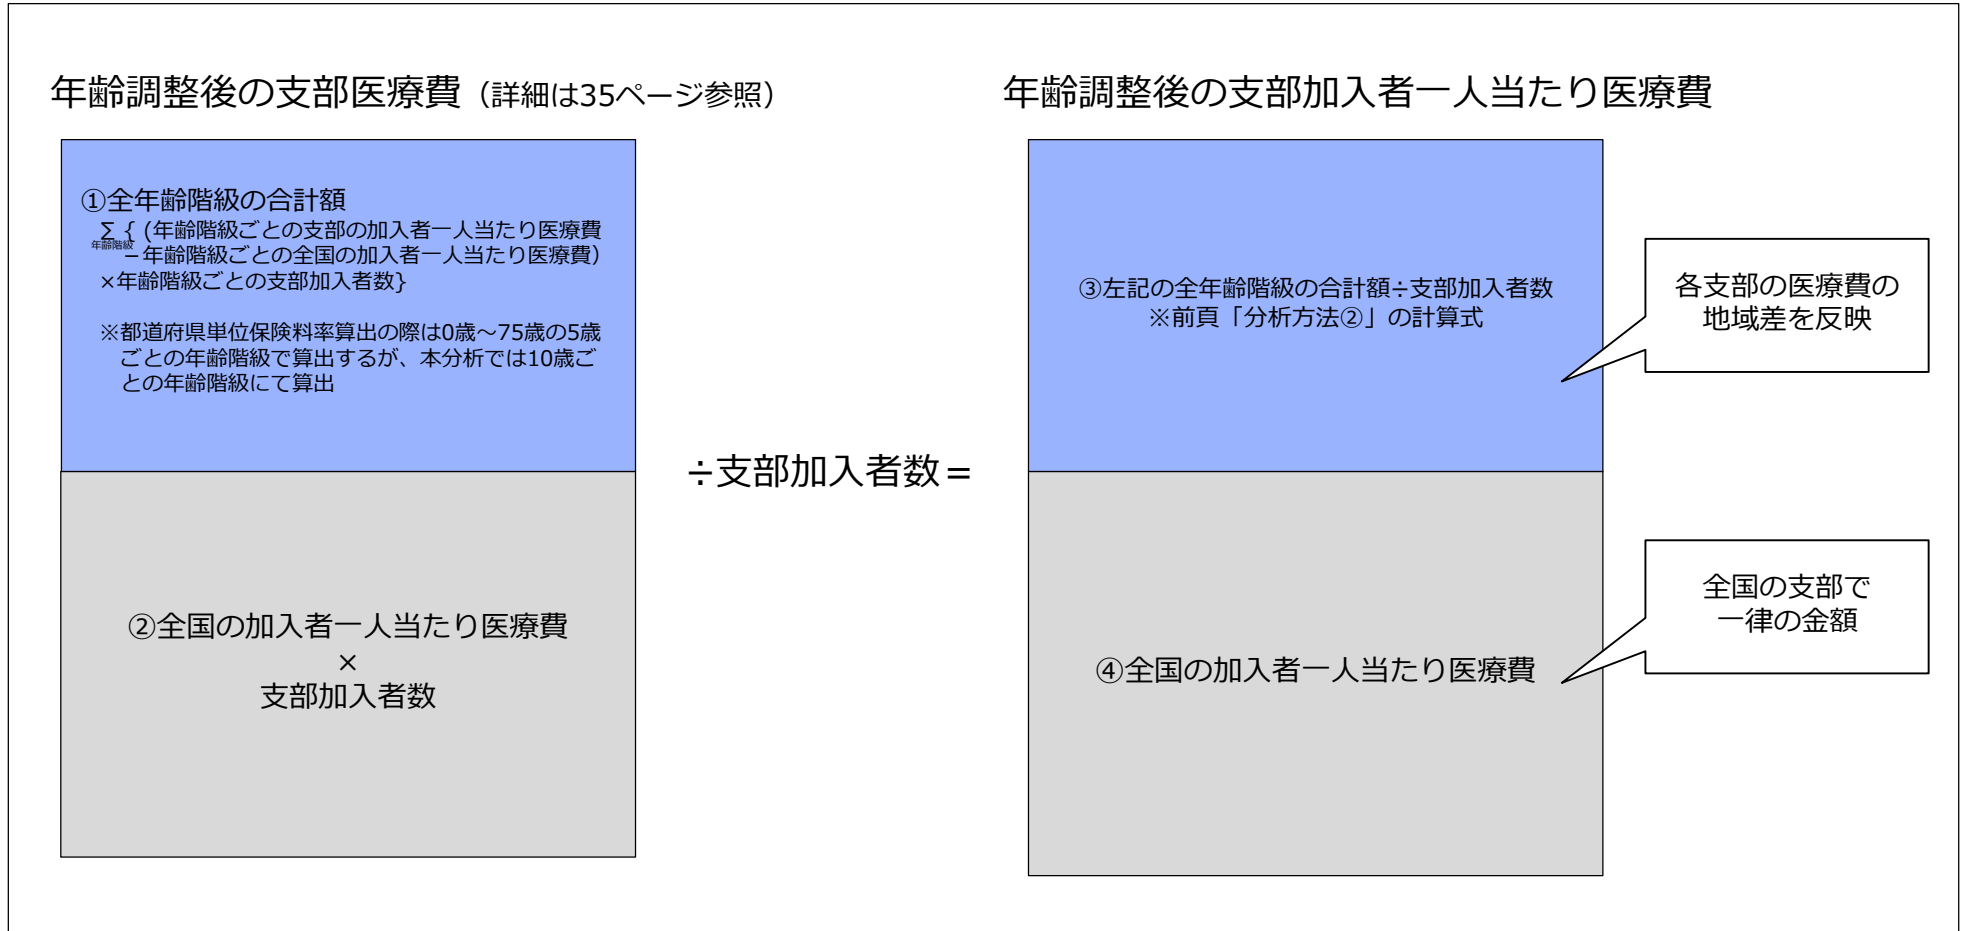 年齢調整後の支部医療費（詳細は35ページ参照）
①全年齢階級の合計額
Σ { (年齢階級ごとの支部の加入者一人当たり医療費
年齢階級
－年齢階級ごとの全国の加入者一人当たり医療費)
×年齢階級ごとの支部加入者数}
※都道府県単位保険料率算出の際は0歳～75歳の5歳
ごとの年齢階級で算出するが、本分析では10歳ご
との年齢階級にて算出
②全国の加入者一人当たり医療費
×
支部加入者数
÷支部加入者数＝
年齢調整後の支部加入者一人当たり医療費
③左記の全年齢階級の合計額÷支部加入者数
※前頁「分析方法②」の計算式
各支部の医療費の
地域差を反映
④全国の加入者一人当たり医療費
全国の支部で
一律の金額